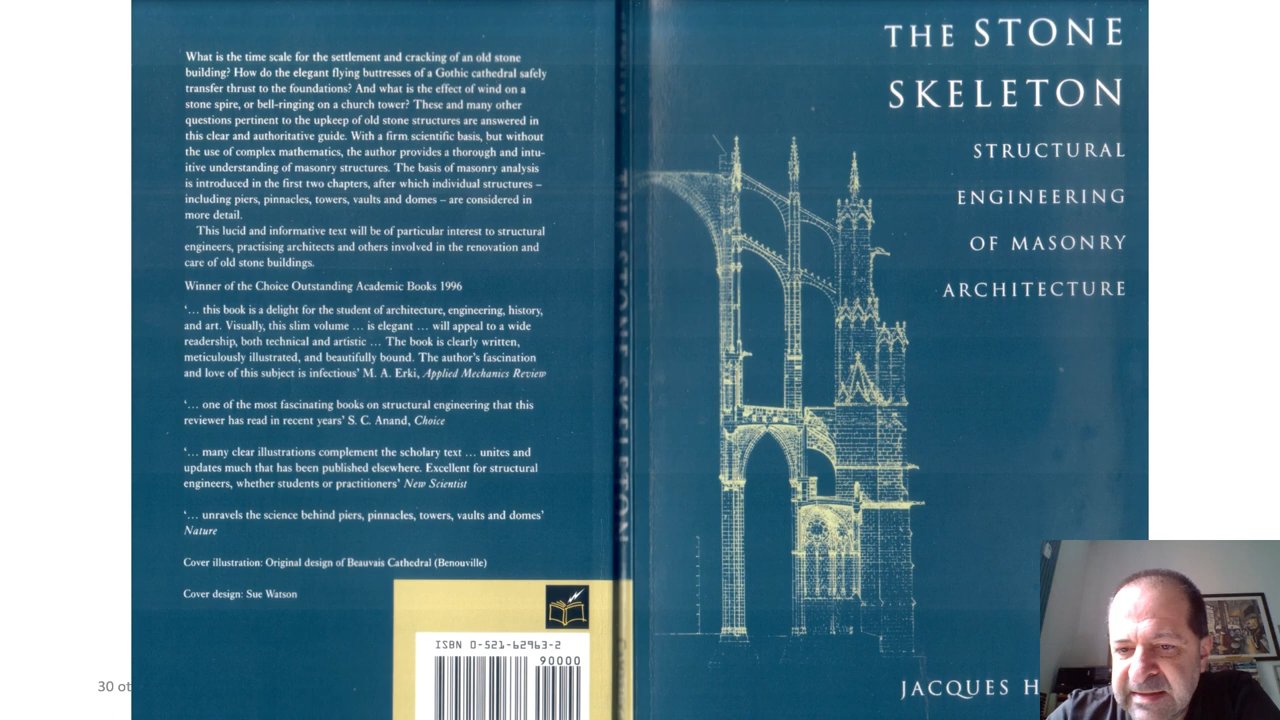 What is the time scale for the settlement and cracking of an old stone
building? How do the elegant flying buttresses of a Gothic cathedral safely
transfer thrust to the foundations? And what is the effect of wind on a
stone spire, or bell-ringing on a church tower? These and many other
questions pertinent to the upkeep of old stone structures are answered in
this clear and authoritative guide. With a firm scientific basis, but without
the use of complex mathematics, the author provides a thorough and intu-
itive understanding of masonry structures. The basis of masonry analysis
is introduced in the first two chapters, after which individual structures –
including piers, pinnacles, towers, vaults and domes – are considered in
more detail.
This lucid and informative text will be of particular interest to structural
engineers, practising architects and others involved in the renovation and
care of old stone buildings.
Winner of the Choice Outstanding Academic Books 1996
‘… this book is a delight for the student of architecture, engineering, history,
and art. Visually, this slim volume … is elegant … will appeal to a wide
readership, both technical and artistic … The book is clearly written,
meticulously illustrated, and beautifully bound. The author's fascination
and love of this subject is infectious’ M. A. Erki, Applied Mechanics Review
‘… one of the most fascinating books on structural engineering that this
reviewer has read in recent years’ S. C. Anand, Choice
‘… many clear illustrations complement the scholary text … unites and
updates much that has been published elsewhere. Excellent for structural
engineers, whether students or practitioners’ New Scientist
‘… unravels the science behind piers, pinnacles, towers, vaults and domes’
Nature
Cover illustration: Original design of Beauvais Cathedral (Benouville)
Cover design: Sue Watson
ISBN 0-521-62963-2
90000
30 ot
THE STONE
SKELETON
STRUCTURAL
ENGINEERING
OF MASONRY
ARCHITECTURE
JACQUES H